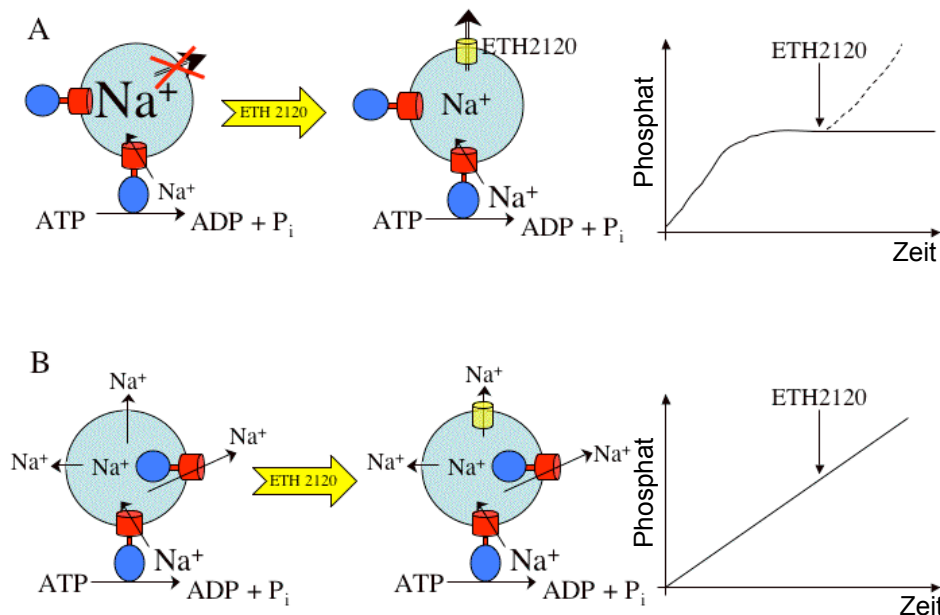 A
Na⁺
Na⁺
ATP
ADP + Pᵢ
ETH 2120
ETH2120
Na⁺
Na⁺
ATP
ADP + Pᵢ
ETH2120
Phosphat
Zeit
B
Na⁺
Na⁺
Na⁺
Na⁺
Na⁺
ATP
ADP + Pᵢ
ETH 2120
Na⁺
Na⁺
Na⁺
Na⁺
Na⁺
ATP
ADP + Pᵢ
ETH2120
Phosphat
Zeit